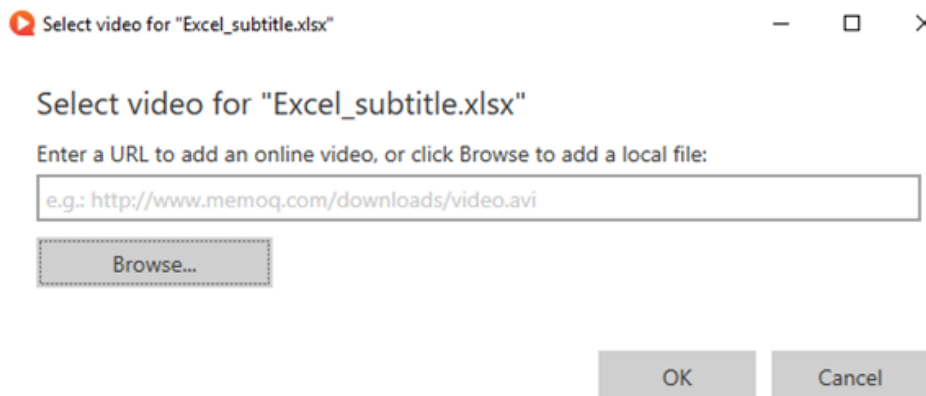 Select video for "Excel_subtitle.xlsx"
Select video for "Excel_subtitle.xlsx"
Enter a URL to add an online video, or click Browse to add a local file:
e.g.: http://www.memoq.com/downloads/video.avi
Browse...
OK Cancel